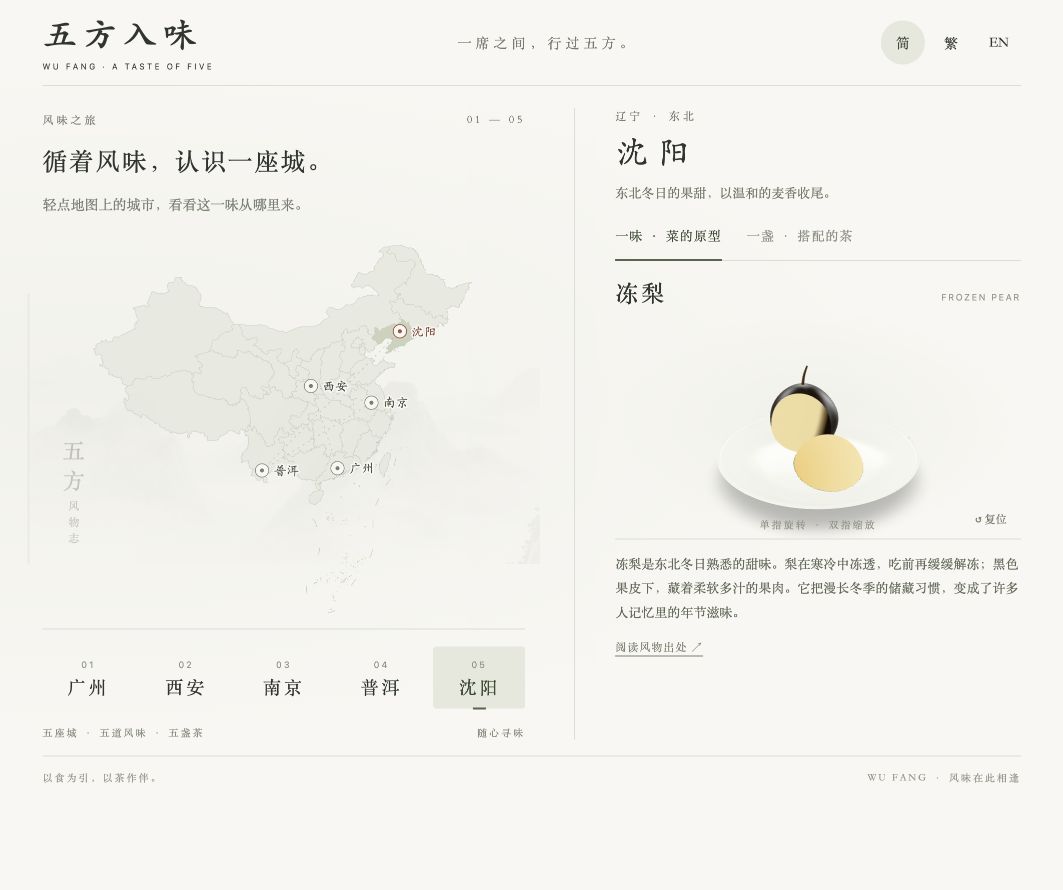 五方入味
WU FANG · A TASTE OF FIVE
一席之间，行过五方。
简 繁 EN
风味之旅
01 — 05
循着风味，认识一座城。
轻点地图上的城市，看看这一味从哪里来。
沈阳
西安
南京
普洱
广州
五方
风物志
01 广州
02 西安
03 南京
04 普洱
05 沈阳
五座城 · 五道风味 · 五盏茶
随心寻味
辽宁 · 东北
沈阳
东北冬日的果甜，以温和的麦香收尾。
一味 · 菜的原型
一盏 · 搭配的茶
冻梨
FROZEN PEAR
单指旋转 · 双指缩放
↺ 复位
冻梨是东北冬日熟悉的甜味。梨在寒冷中冻透，吃前再缓缓解冻；黑色
果皮下，藏着柔软多汁的果肉。它把漫长冬季的储藏习惯，变成了许多
人记忆里的年节滋味。
阅读风物出处 ↗
以食为引，以茶作伴。
WU FANG · 风味在此相逢